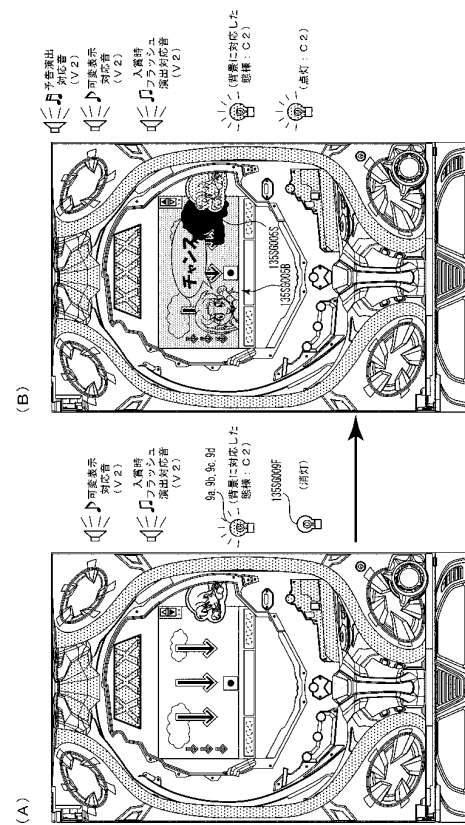 (A)
♪可変表示
対応音
(V2)
入賞時
♫フラッシュ
演出対応音
(V2)
9a, 9b, 9c, 9d
(背景に対応した
態様:C2)
135SG009F
(消灯)
(B)
♬予告演出
対応音
(V2)
♪可変表示
対応音
(V2)
入賞時
♫フラッシュ
演出対応音
(V2)
(背景に対応した
態様:C2)
(点灯:C2)
チャンス
135SG005S